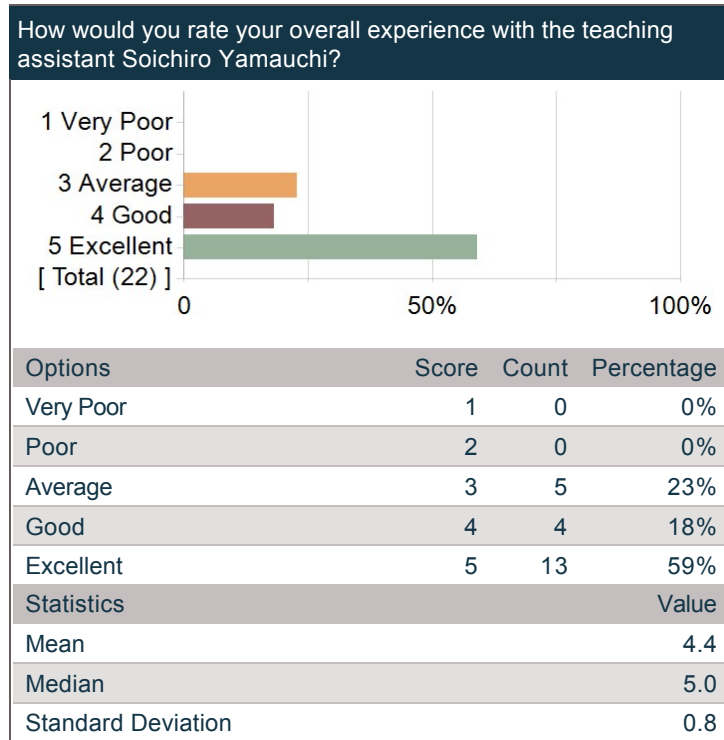 How would you rate your overall experience with the teaching
assistant Soichiro Yamauchi?
1 Very Poor
2 Poor
3 Average
4 Good
5 Excellent
[ Total (22) ]
0 50% 100%
Options Score Count Percentage
Very Poor 1 0 0%
Poor 2 0 0%
Average 3 5 23%
Good 4 4 18%
Excellent 5 13 59%
Statistics Value
Mean 4.4
Median 5.0
Standard Deviation 0.8